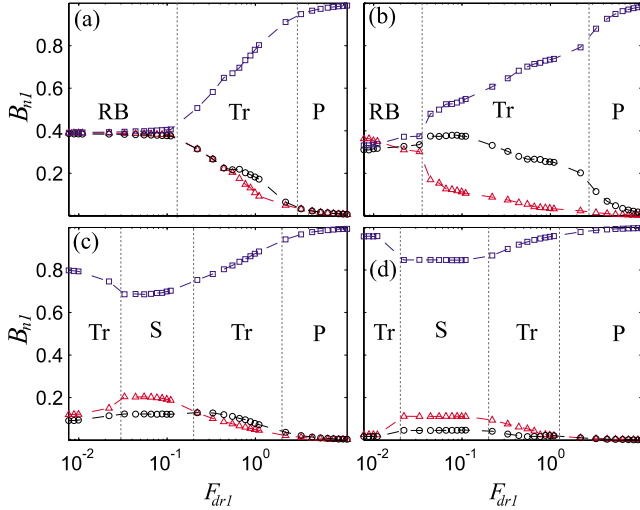 (a) (b)
0.8
0.6
B_{n1}
RB Tr P RB Tr P
0.4
0.2
(c) (d)
0.8
0.6
B_{n1}
Tr S Tr P Tr S Tr P
0.4
0.2
10^{-2} 10^{-1} 10^{0} 10^{-2} 10^{-1} 10^{0}
F_{dr1} F_{dr1}